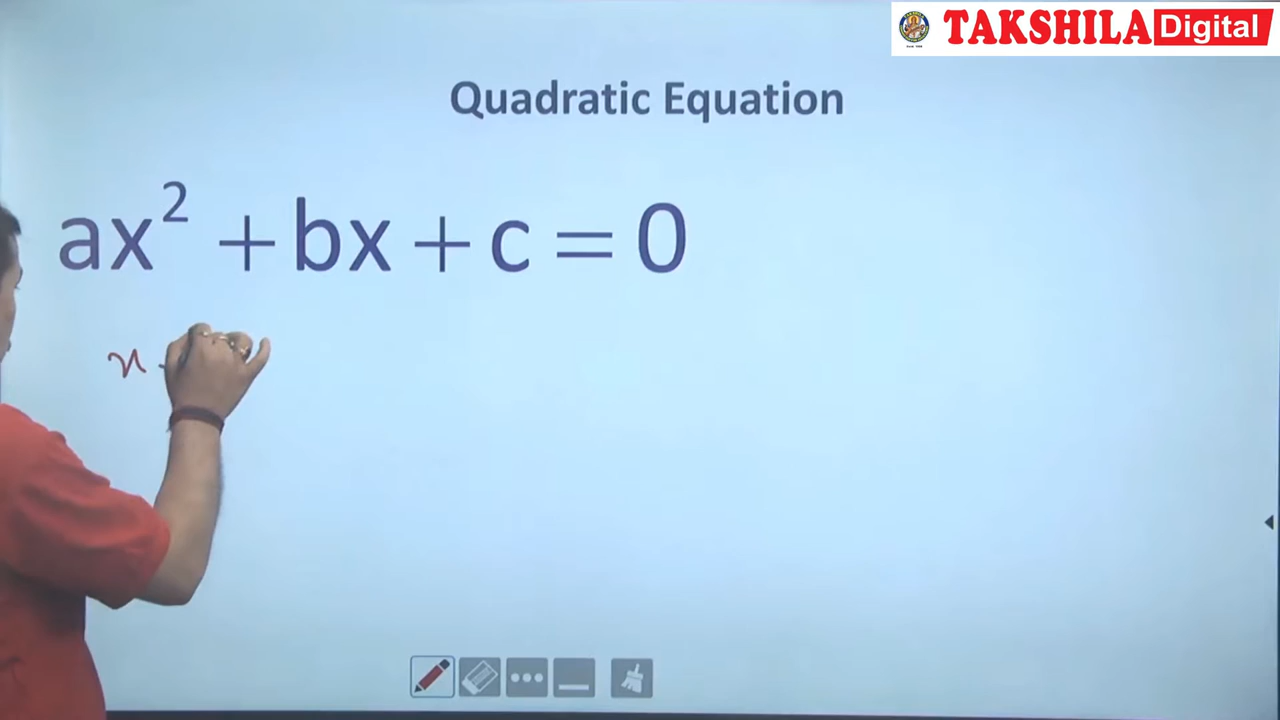 TAKSHILA Digital
Quadratic Equation
ax² + bx + c = 0
x